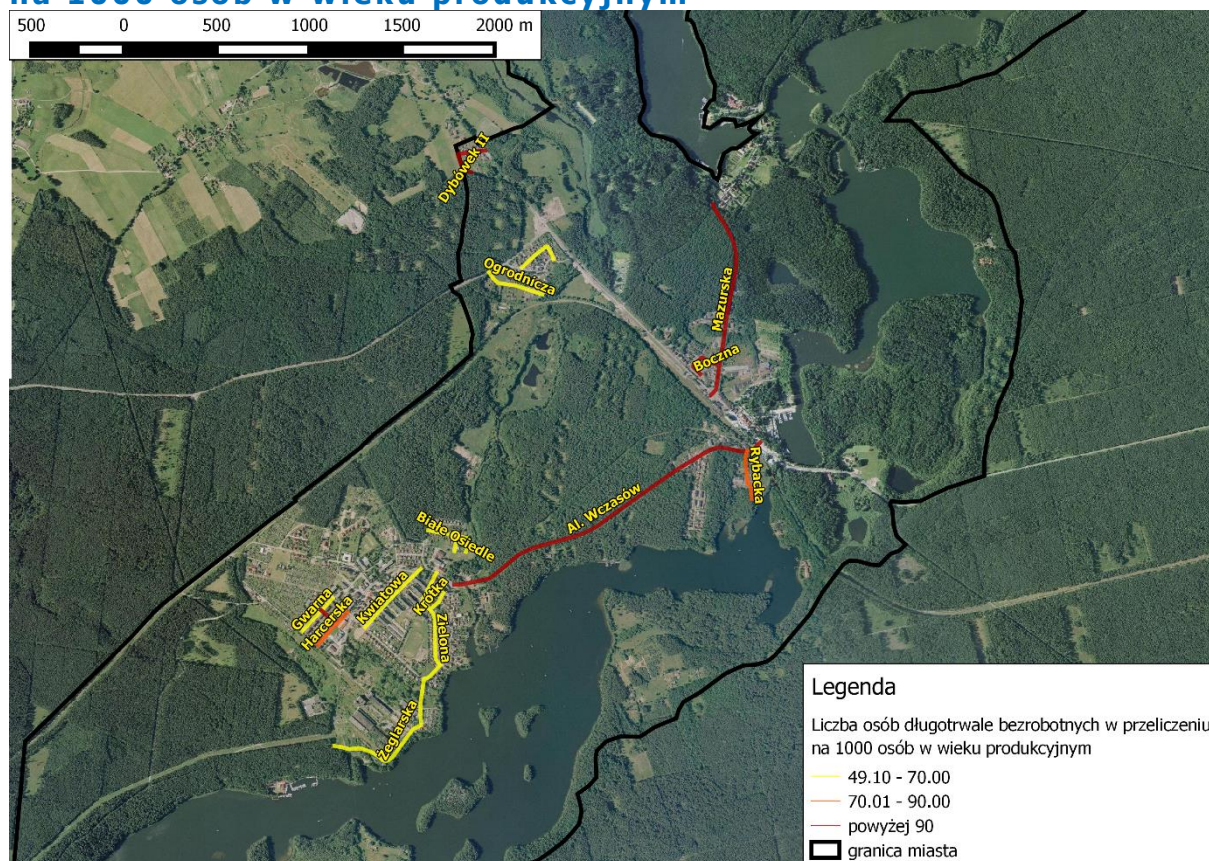 na 1000 osób w wieku produkcyjnym
500 0 500 1000 1500 2000 m
Dybówek II
Ogrodnicza
Mazurska
Boczna
Rybacka
Al. Wczasów
Białe Osiedle
Kwiatowa
Krótka
Gwarna
Harcerska
Zielona
Żeglarska
Legenda
Liczba osób długotrwale bezrobotnych w przeliczeniu
na 1000 osób w wieku produkcyjnym
49.10 - 70.00
70.01 - 90.00
powyżej 90
granica miasta